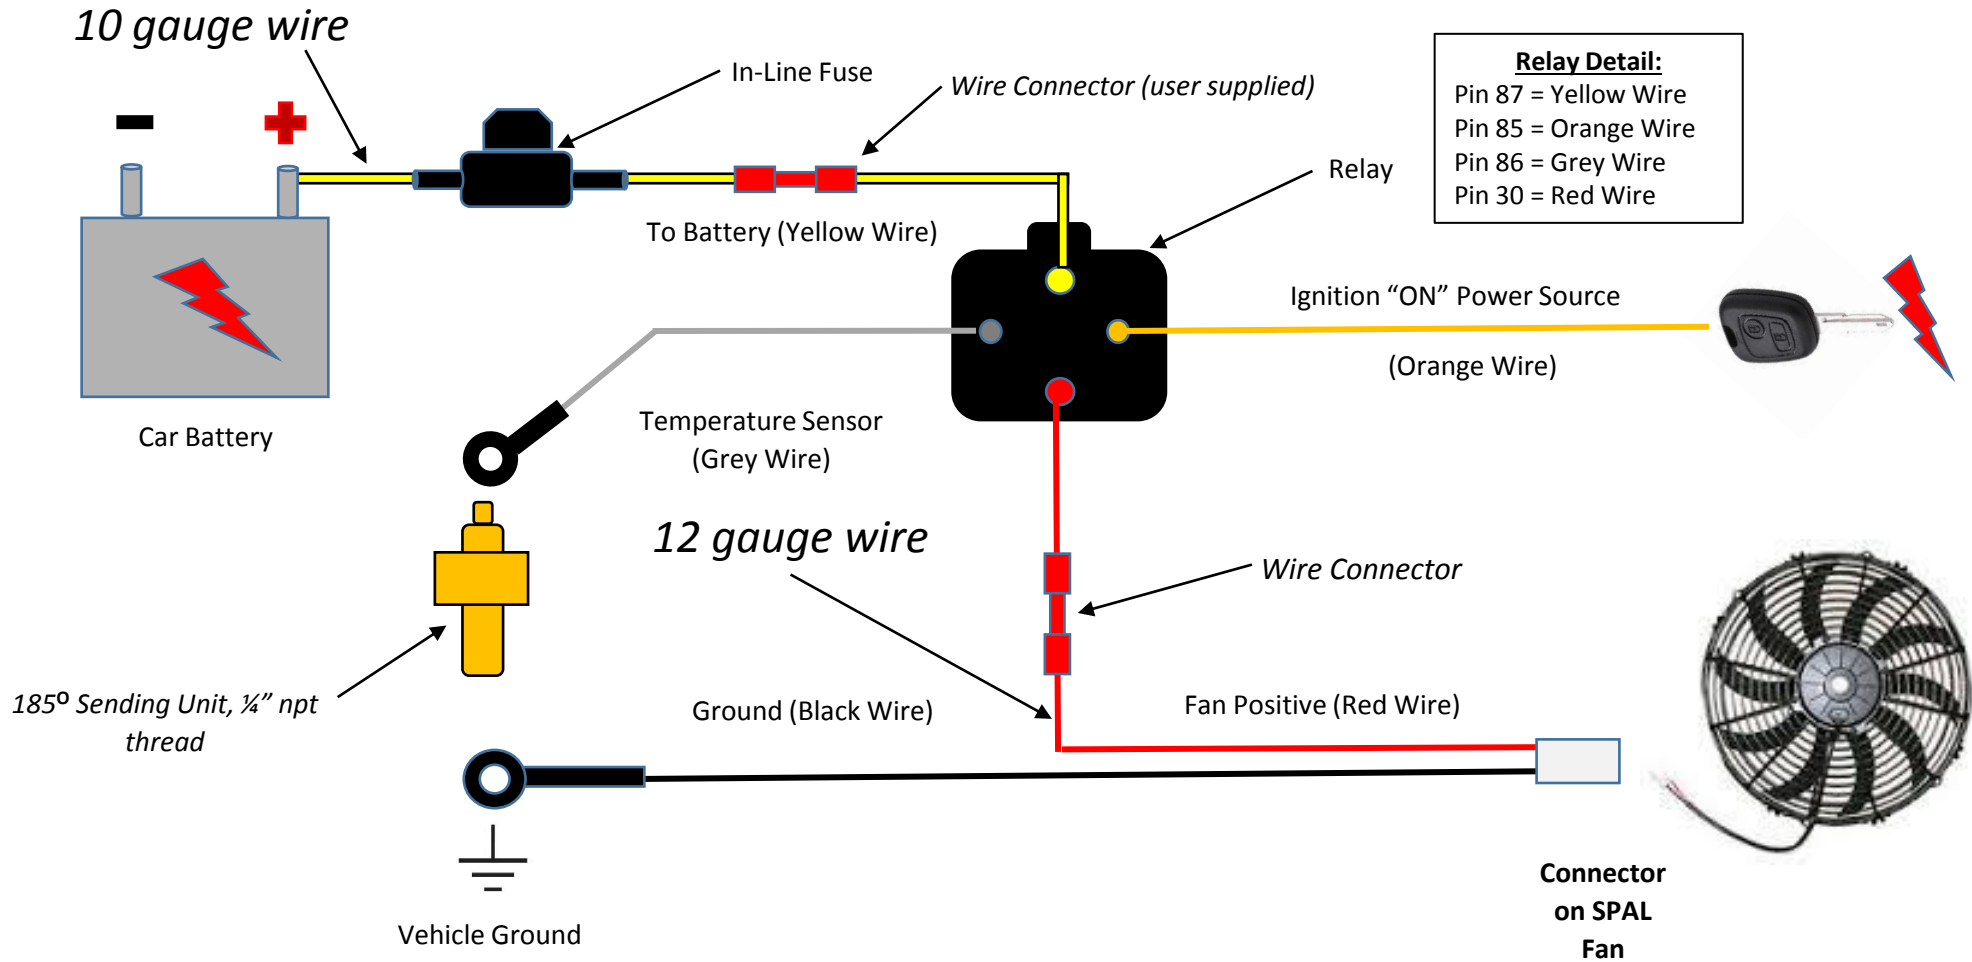 10 gauge wire
In-Line Fuse
Wire Connector (user supplied)
Relay Detail:
Pin 87 = Yellow Wire
Pin 85 = Orange Wire
Pin 86 = Grey Wire
Pin 30 = Red Wire
Relay
To Battery (Yellow Wire)
Ignition “ON” Power Source
(Orange Wire)
Car Battery
Temperature Sensor
(Grey Wire)
12 gauge wire
Wire Connector
185º Sending Unit, ¼” npt
thread
Ground (Black Wire)
Fan Positive (Red Wire)
Connector
on SPAL
Fan
Vehicle Ground